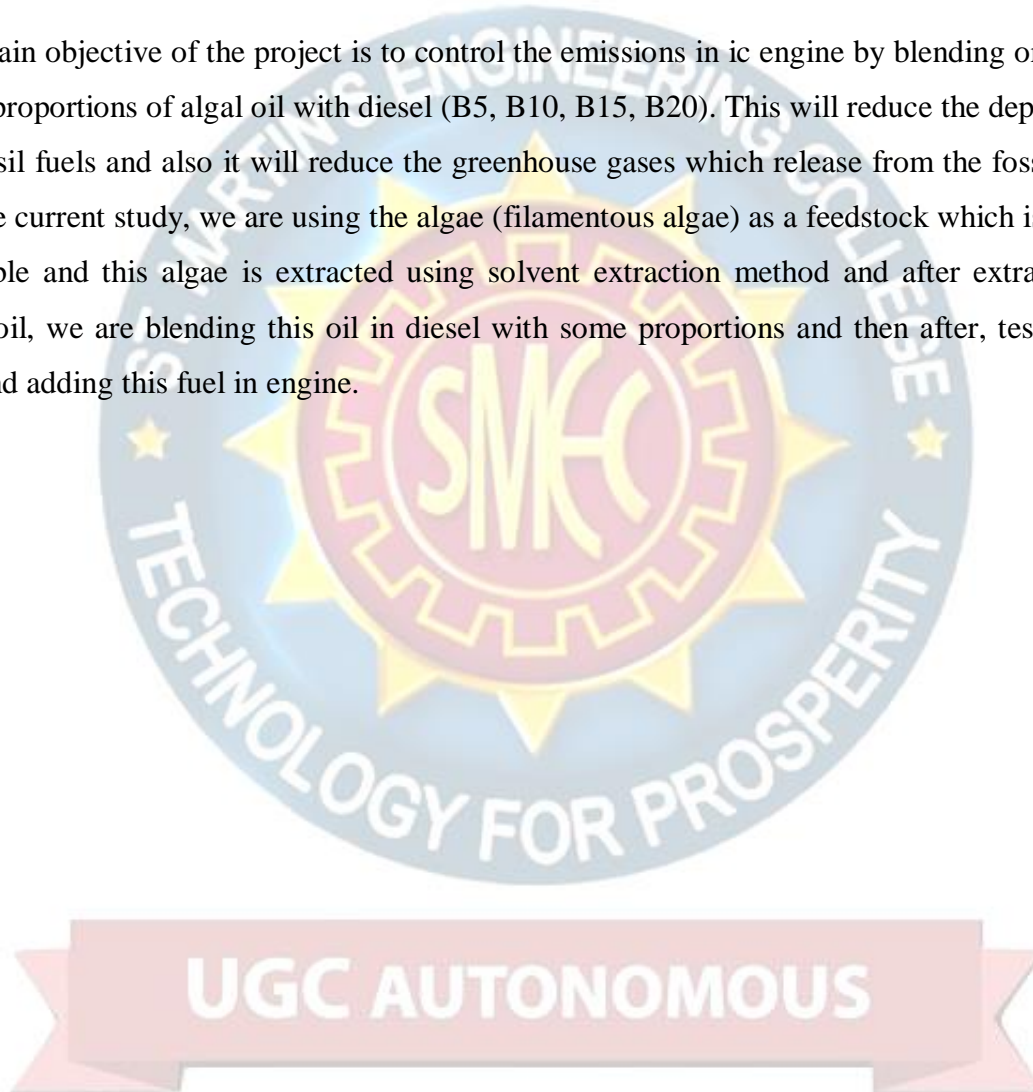 ain objective of the project is to control the emissions in ic engine by blending o
proportions of algal oil with diesel (B5, B10, B15, B20). This will reduce the dep
sil fuels and also it will reduce the greenhouse gases which release from the foss
e current study, we are using the algae (filamentous algae) as a feedstock which i
ble and this algae is extracted using solvent extraction method and after extra
oil, we are blending this oil in diesel with some proportions and then after, tes
nd adding this fuel in engine.
ST. MARTIN'S ENGINEERING COLLEGE
SMEC
TECHNOLOGY FOR PROSPERITY
UGC AUTONOMOUS